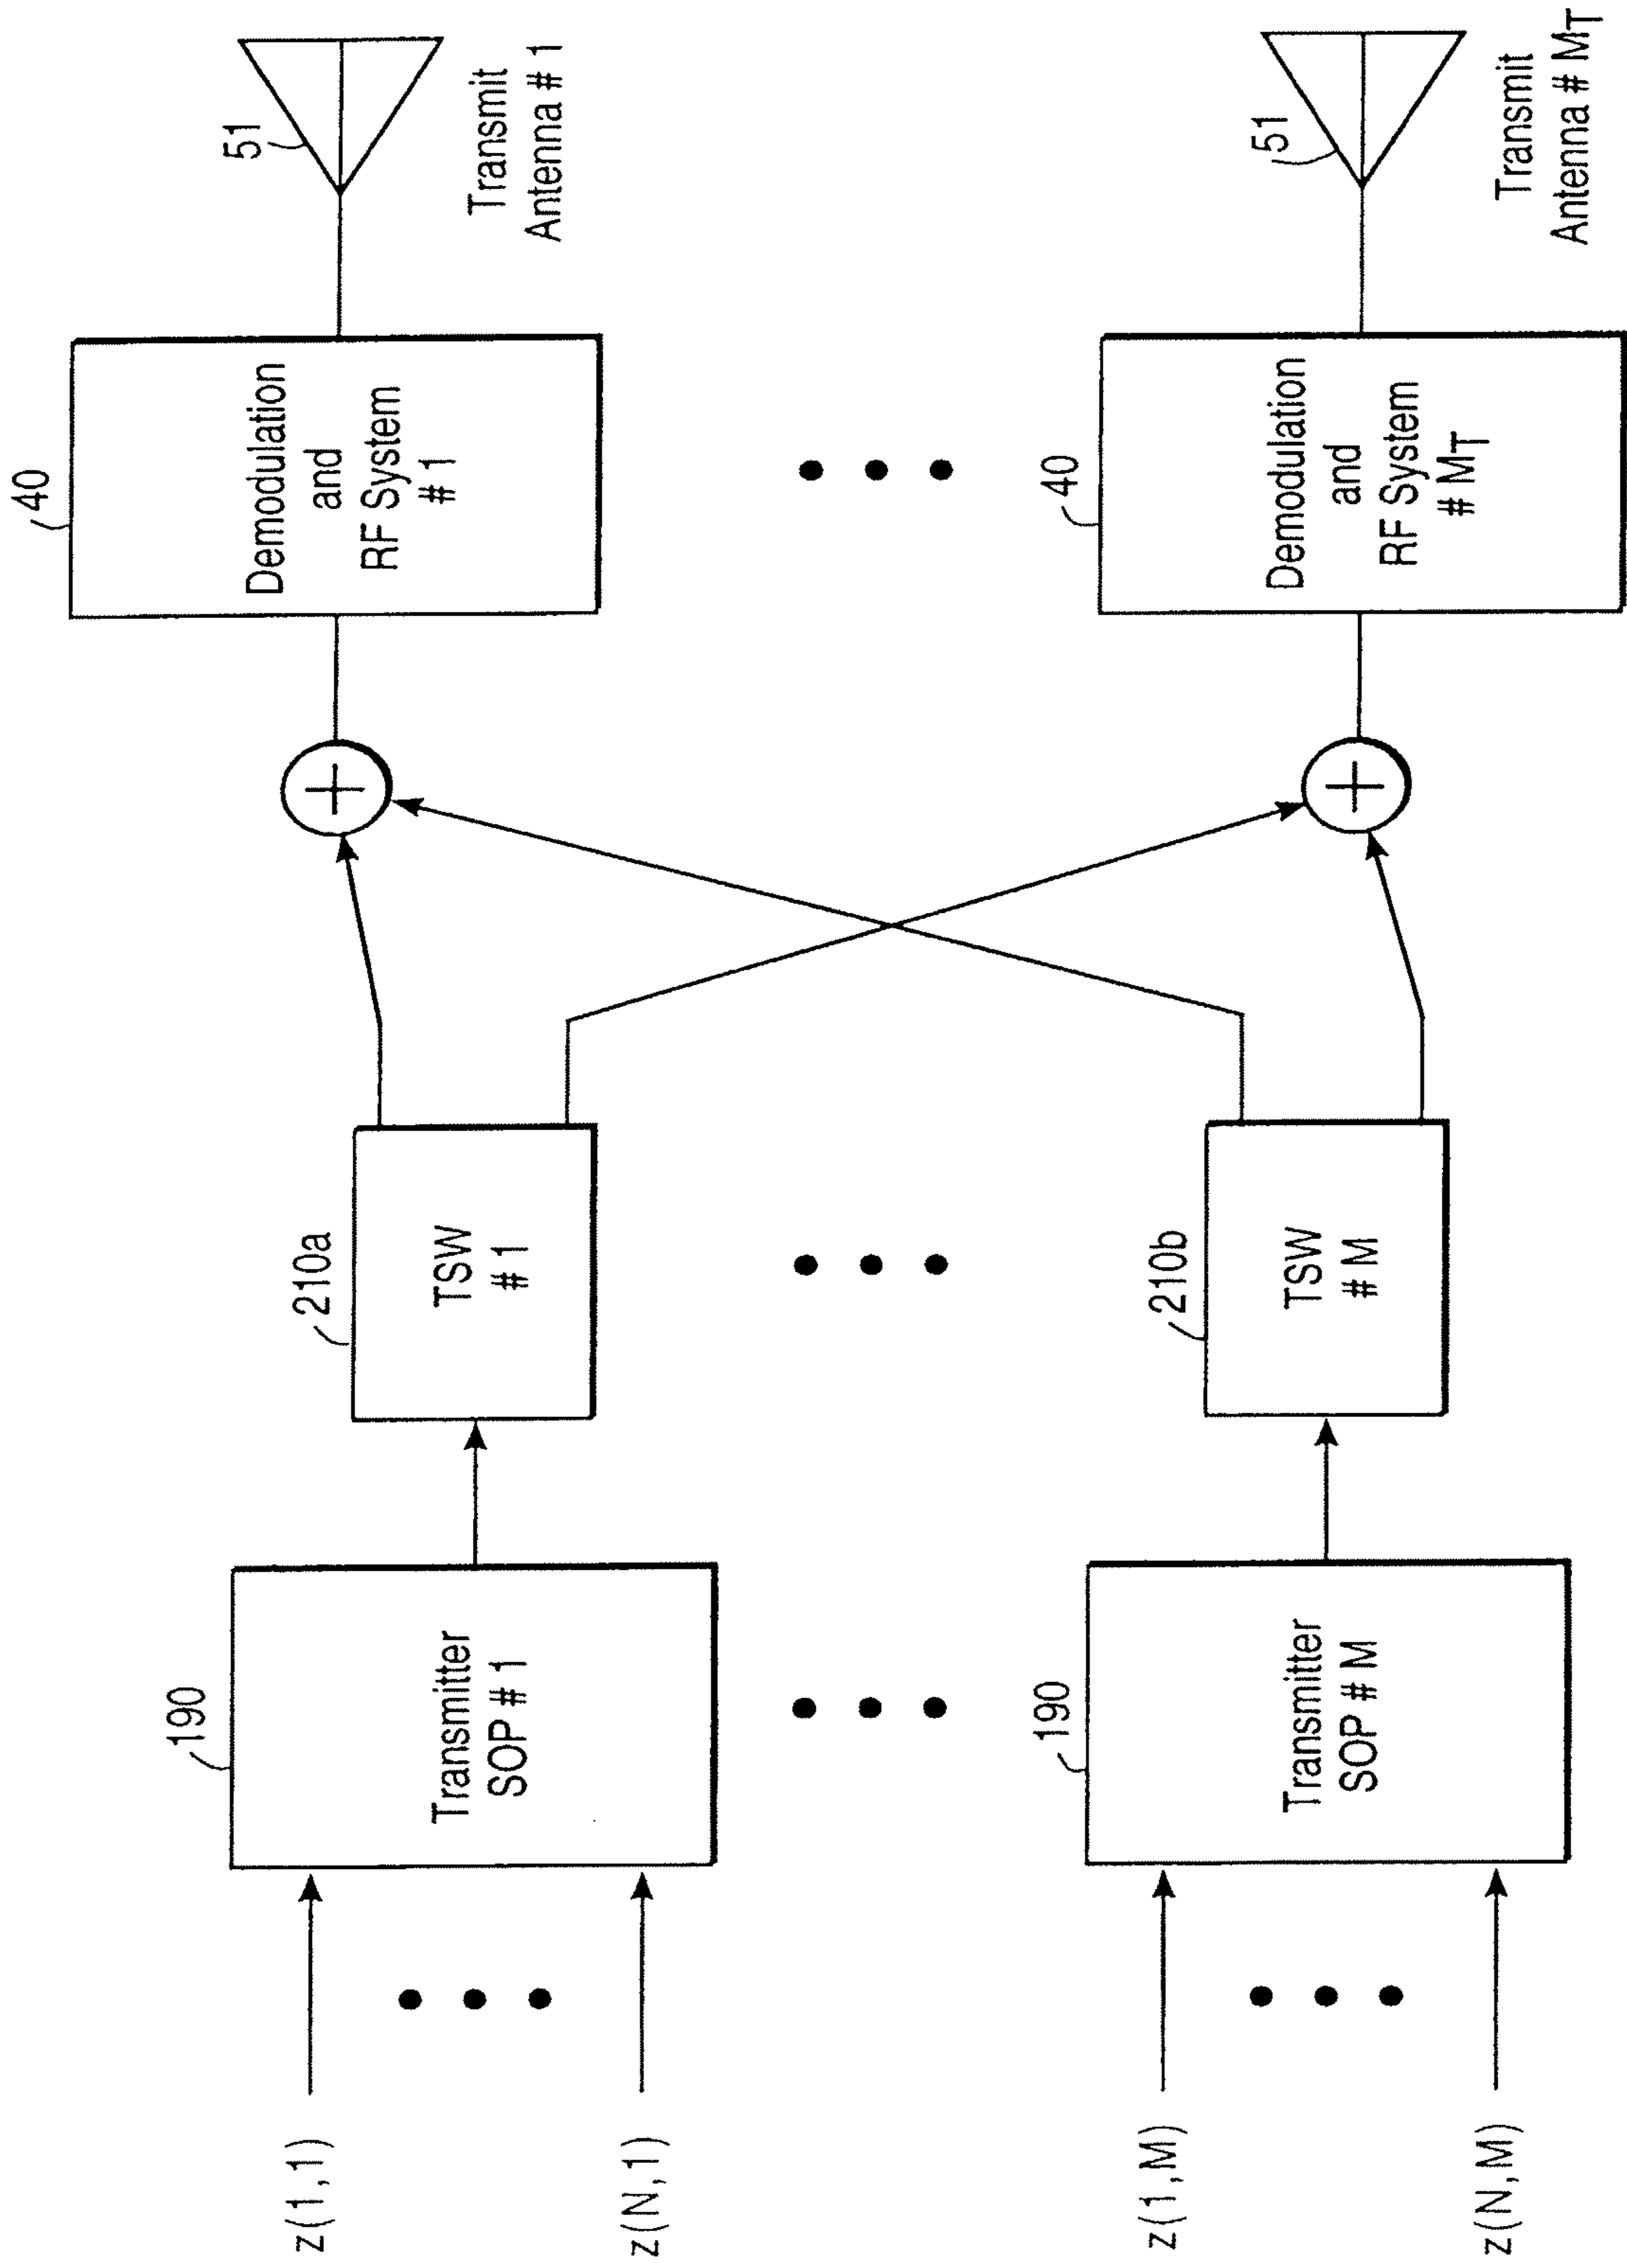 z(1,1)
z(N,1)
190
Transmitter
SOP # 1
210a
TSW
# 1
40
Demodulation
and
RF System
# 1
51
Transmit
Antenna # 1
z(1,M)
z(N,M)
190
Transmitter
SOP # M
210b
TSW
# M
40
Demodulation
and
RF System
# MT
51
Transmit
Antenna # MT